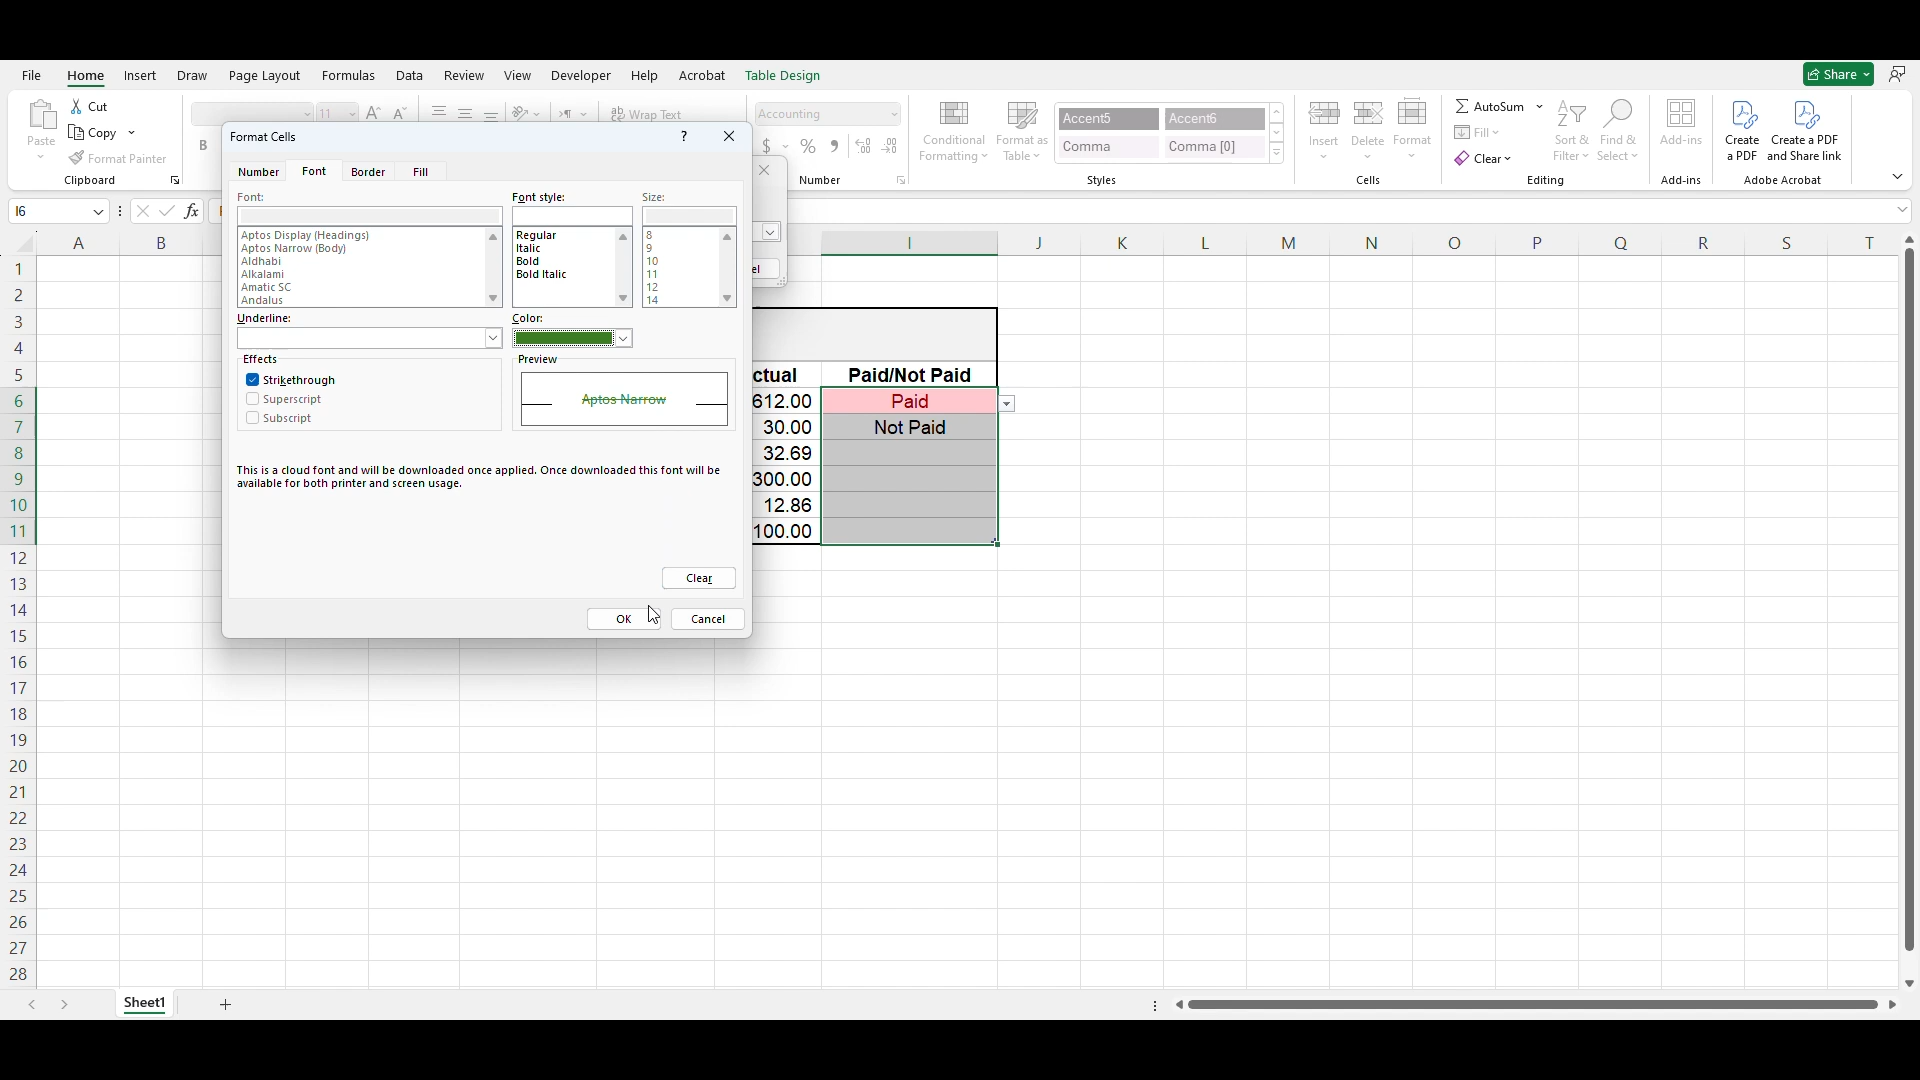 File Home Insert Draw Page Layout Formulas Data Review View Developer Help Acrobat Table Design Share
Paste Cut Copy Format Painter Clipboard
11 Wrap Text
B
Accounting
$ % Number
Conditional Formatting Format as Table
Accent5 Accent6
Comma Comma [0]
Styles
Insert Delete Format
Cells
AutoSum
Fill
Clear
Sort & Filter Find & Select
Editing
Add-ins
Add-ins
Create a PDF Create a PDF and Share link
Adobe Acrobat
I6 fx
Format Cells ?
Number Font Border Fill
Font: Font style: Size:
Aptos Display (Headings) Regular 8
Aptos Narrow (Body) Italic 9
Aldhabi Bold 10
Alkalami Bold Italic 11
Amatic SC 12
Andalus 14
Underline: Color:
Effects Preview
Strikethrough
Superscript
Subscript
Aptos Narrow
This is a cloud font and will be downloaded once applied. Once downloaded this font will be
available for both printer and screen usage.
Clear
OK Cancel
el
A B I J K L M N O P Q R S T
1
2
3
4
5 ctual Paid/Not Paid
6 612.00 Paid
7 30.00 Not Paid
8 32.69
9 300.00
10 12.86
11 100.00
12
13
14
15
16
17
18
19
20
21
22
23
24
25
26
27
28
Sheet1